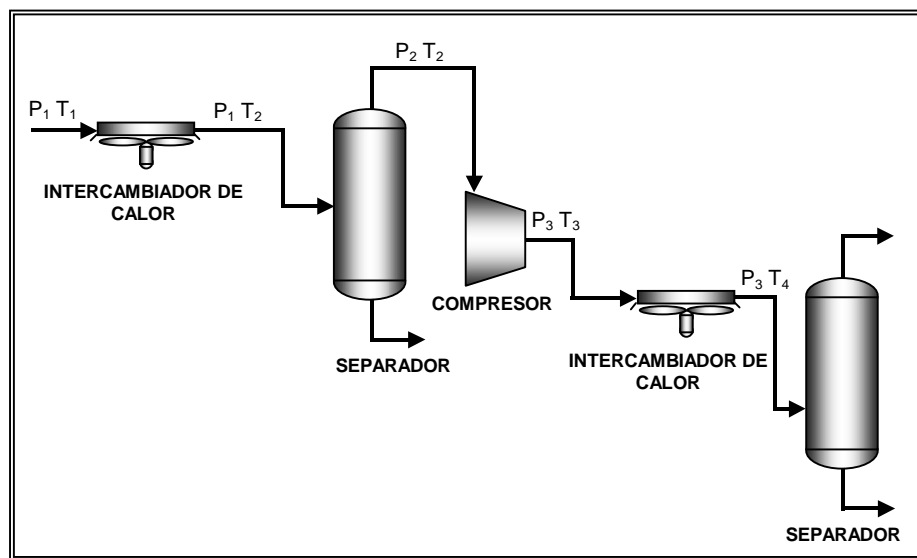 P₂ T₂
P₁ T₁
P₁ T₂
INTERCAMBIADOR DE
CALOR
P₃ T₃
COMPRESOR
P₃ T₄
SEPARADOR
INTERCAMBIADOR DE
CALOR
SEPARADOR